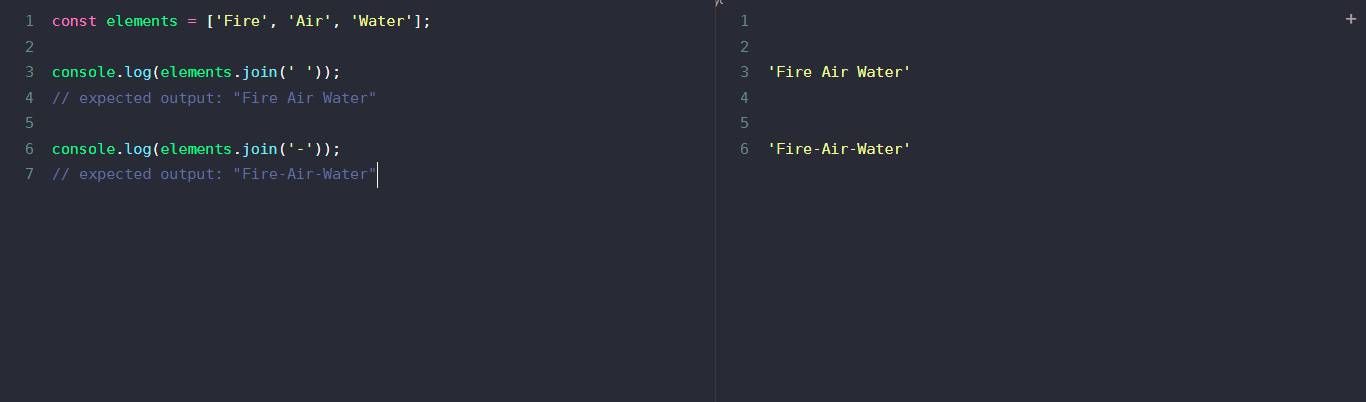 1 const elements = ['Fire', 'Air', 'Water'];
2
3 console.log(elements.join(' '));
4 // expected output: "Fire Air Water"
5
6 console.log(elements.join('-'));
7 // expected output: "Fire-Air-Water"
+
1
2
3 'Fire Air Water'
4
5
6 'Fire-Air-Water'